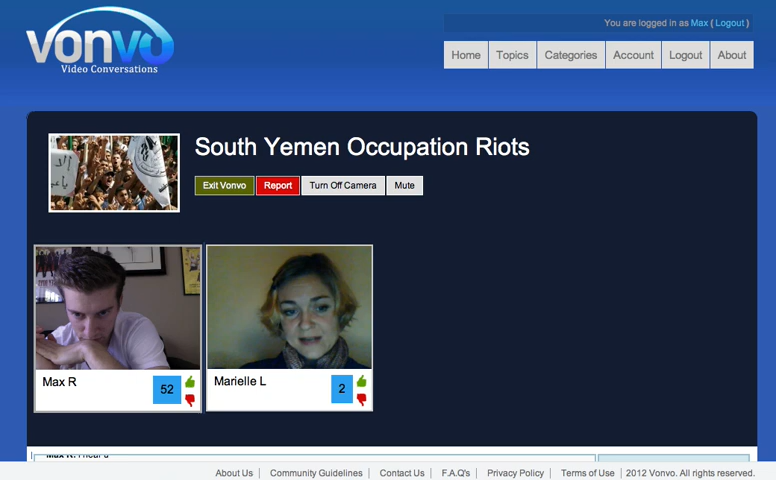 vonvo
Video Conversations
You are logged in as Max ( Logout )
Home Topics Categories Account Logout About
South Yemen Occupation Riots
Exit Vonvo Report Turn Off Camera Mute
Max R 52
Marielle L 2
Max R:
About Us Community Guidelines Contact Us F.A.Q's Privacy Policy Terms of Use 2012 Vonvo. All rights reserved.